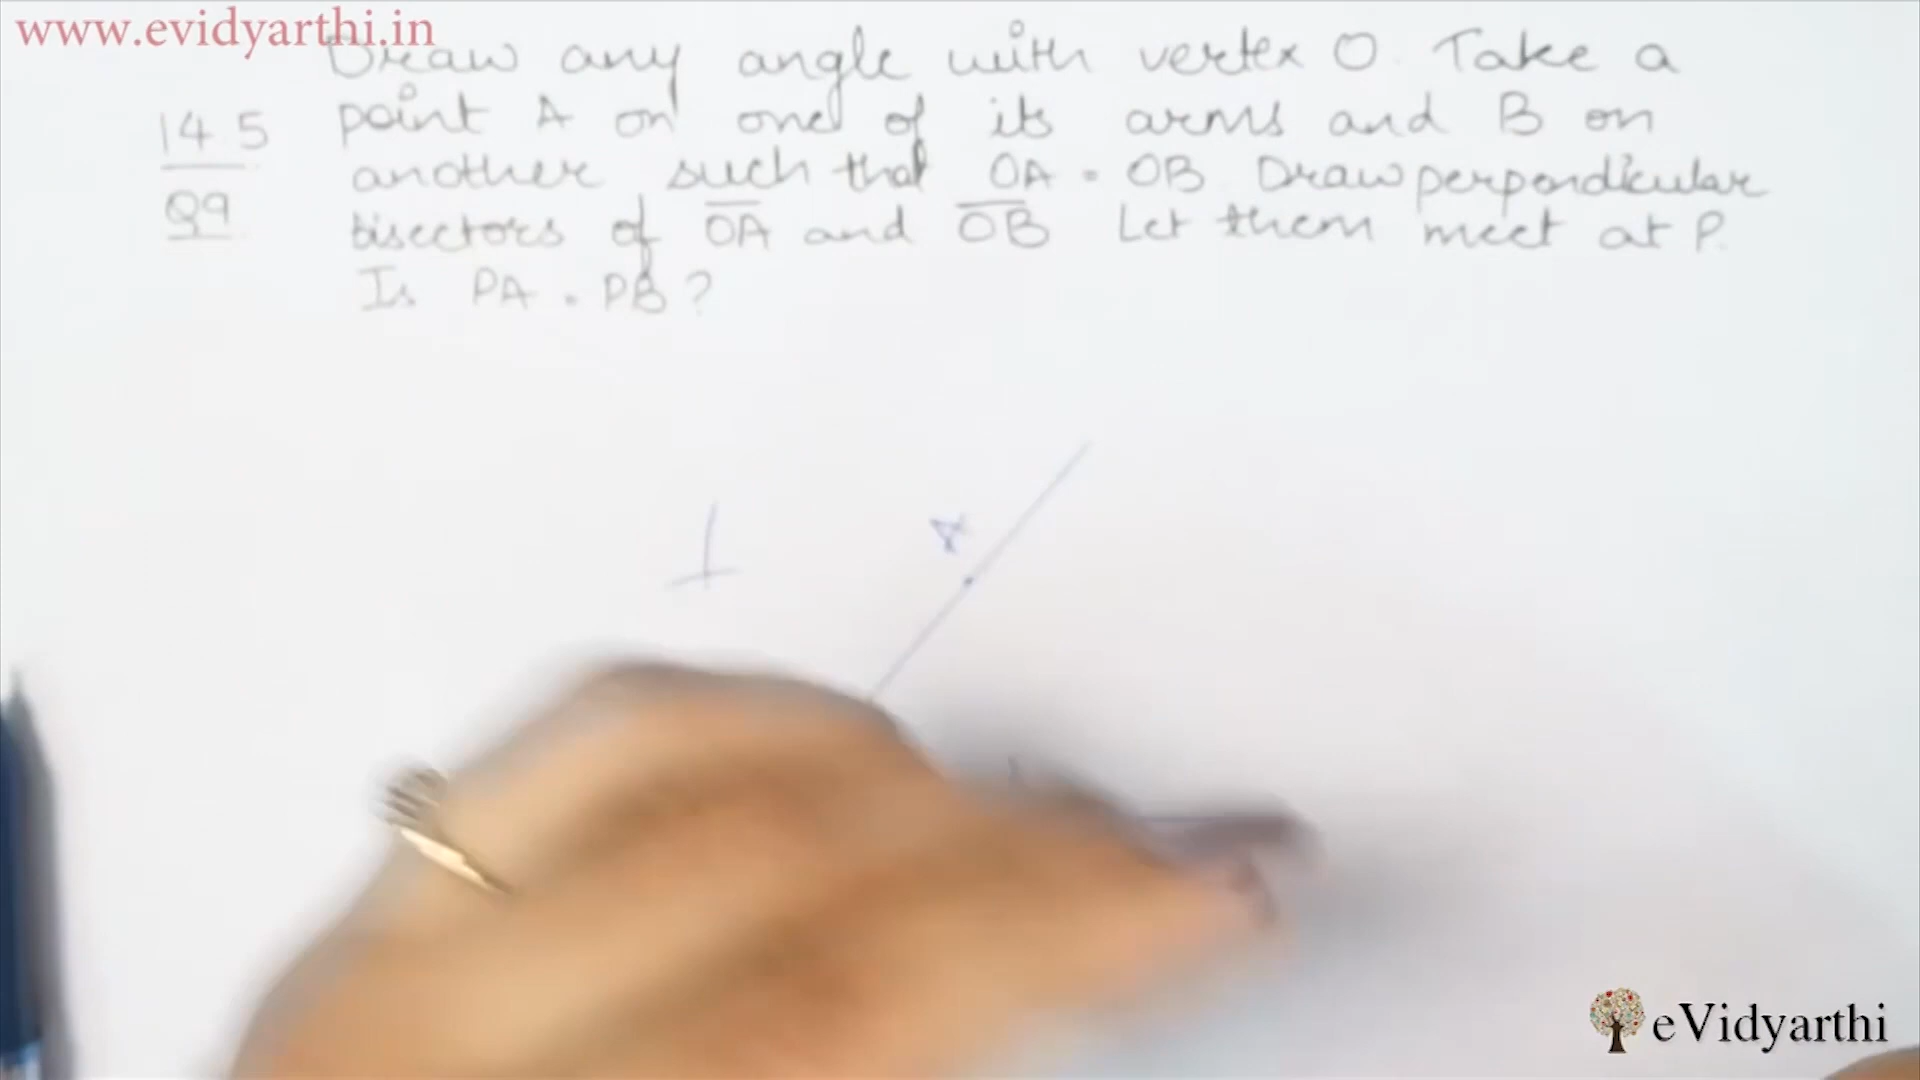 www.evidyarthi.in
Draw any angle with vertex O. Take a
14.5 point A on one of its arms and B on
another such that OA = OB Draw perpendicular
Q9 bisectors of OA and OB Let them meet at P.
Is PA = PB?
A
eVidyarthi